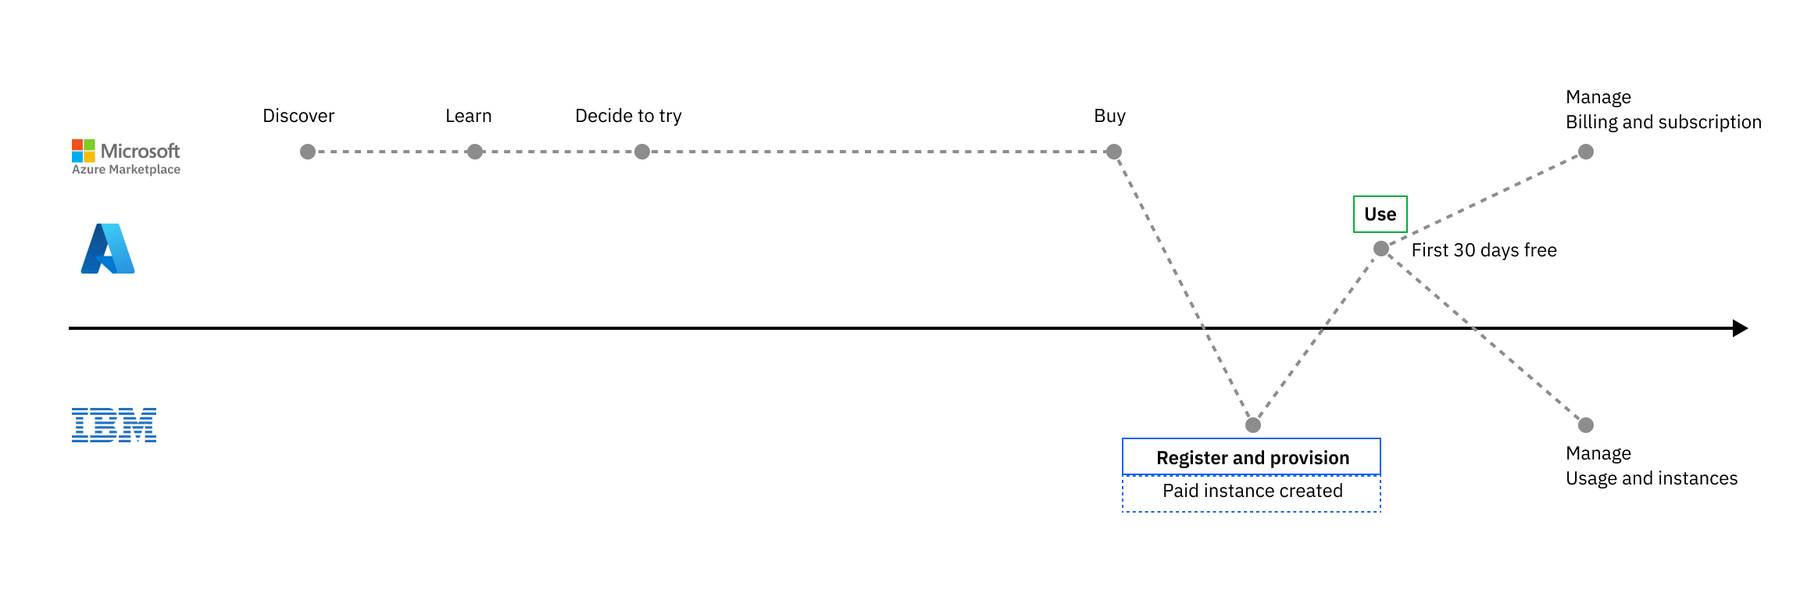 Discover
Learn
Decide to try
Buy
Manage
Billing and subscription
Microsoft
Azure Marketplace
Use
First 30 days free
IBM
Register and provision
Paid instance created
Manage
Usage and instances